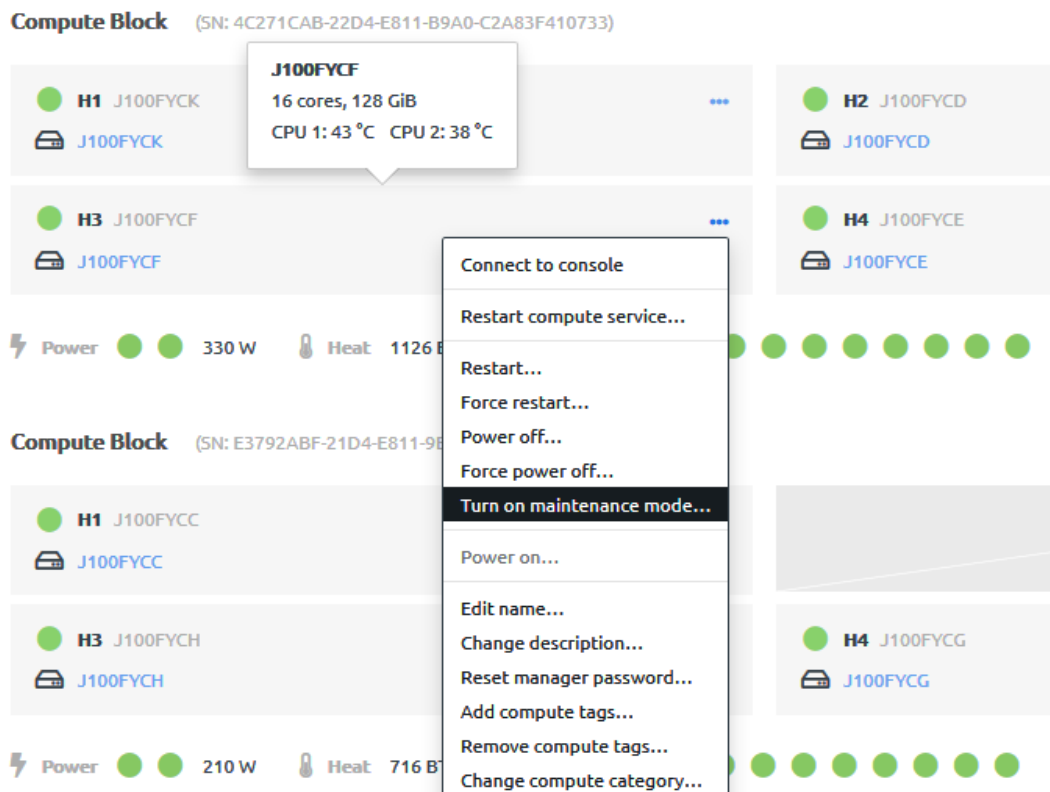 Compute Block (SN: 4C271CAB-22D4-E811-B9A0-C2A83F410733)
J100FYCF
16 cores, 128 GiB
CPU 1: 43 °C CPU 2: 38 °C
H1 J100FYCK
J100FYCK
H2 J100FYCD
J100FYCD
H3 J100FYCF
J100FYCF
H4 J100FYCE
J100FYCE
Power 330 W Heat 1126
Connect to console
Restart compute service...
Restart...
Force restart...
Power off...
Force power off...
Turn on maintenance mode...
Power on...
Edit name...
Change description...
Reset manager password...
Add compute tags...
Remove compute tags...
Change compute category...
Compute Block (SN: E3792ABF-21D4-E811-9
H1 J100FYCC
J100FYCC
H3 J100FYCH
J100FYCH
H4 J100FYCG
J100FYCG
Power 210 W Heat 716 B